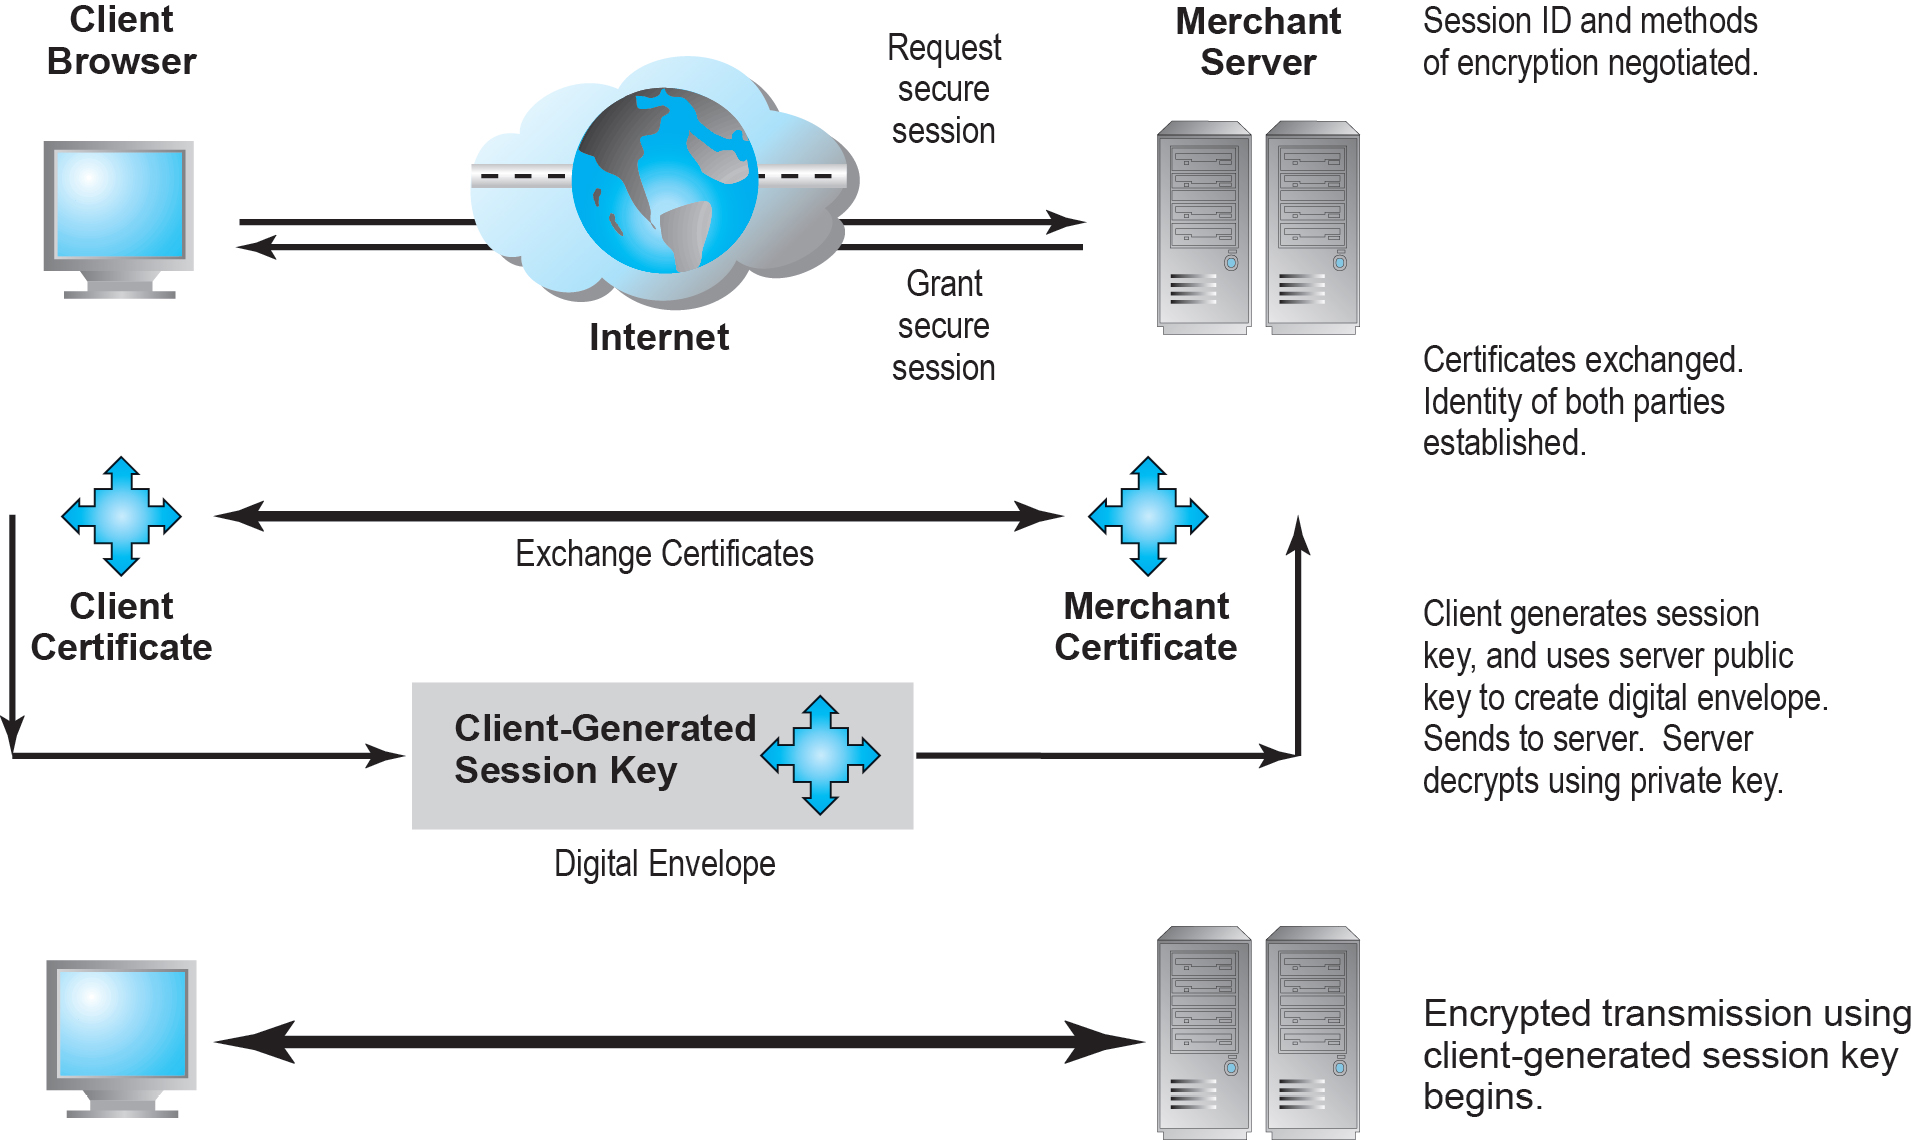 Client
Browser
Request
secure
session
Merchant
Server
Session ID and methods
of encryption negotiated.
Grant
secure
session
Internet
Certificates exchanged.
Identity of both parties
established.
Exchange Certificates
Client
Certificate
Merchant
Certificate
Client generates session
key, and uses server public
key to create digital envelope.
Sends to server.  Server
decrypts using private key.
Client-Generated
Session Key
Digital Envelope
Encrypted transmission using
client-generated session key
begins.